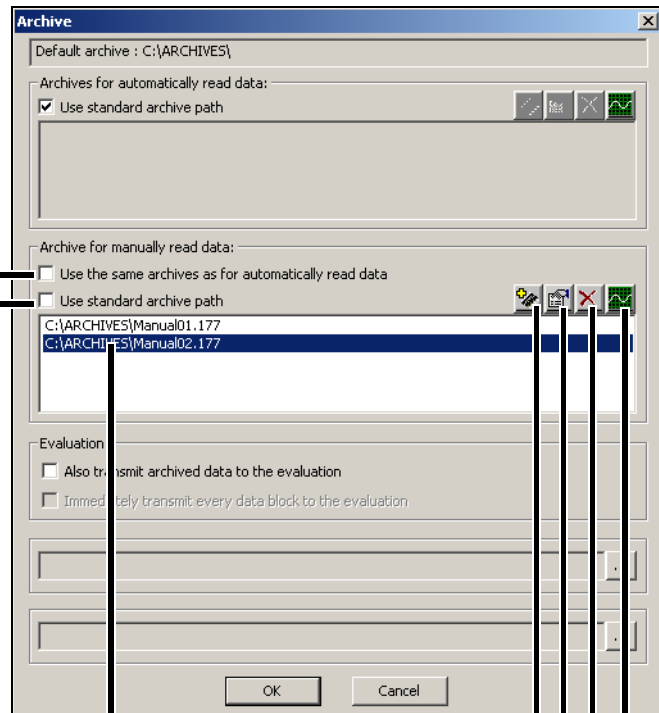 Archive
Default archive : C:\ARCHIVES\
Archives for automatically read data:
Use standard archive path
Archive for manually read data:
Use the same archives as for automatically read data
Use standard archive path
C:\ARCHIVES\Manual01.177
C:\ARCHIVES\Manual02.177
Evaluation
Also transmit archived data to the evaluation
Immediately transmit every data block to the evaluation
OK
Cancel